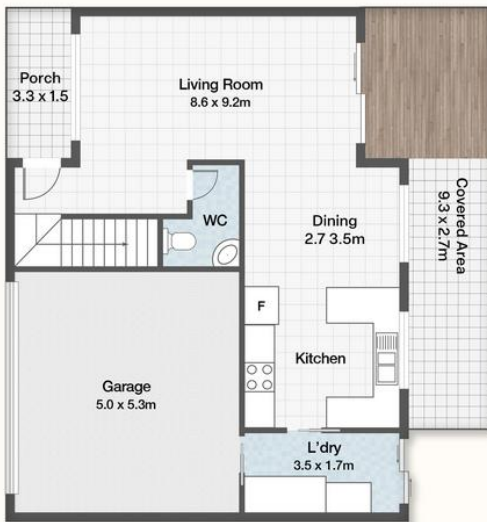 Porch
3.3 x 1.5
Living Room
8.6 x 9.2m
WC
Dining
2.7 3.5m
Covered Area
9.3 x 2.7m
F
Kitchen
Garage
5.0 x 5.3m
L'dry
3.5 x 1.7m